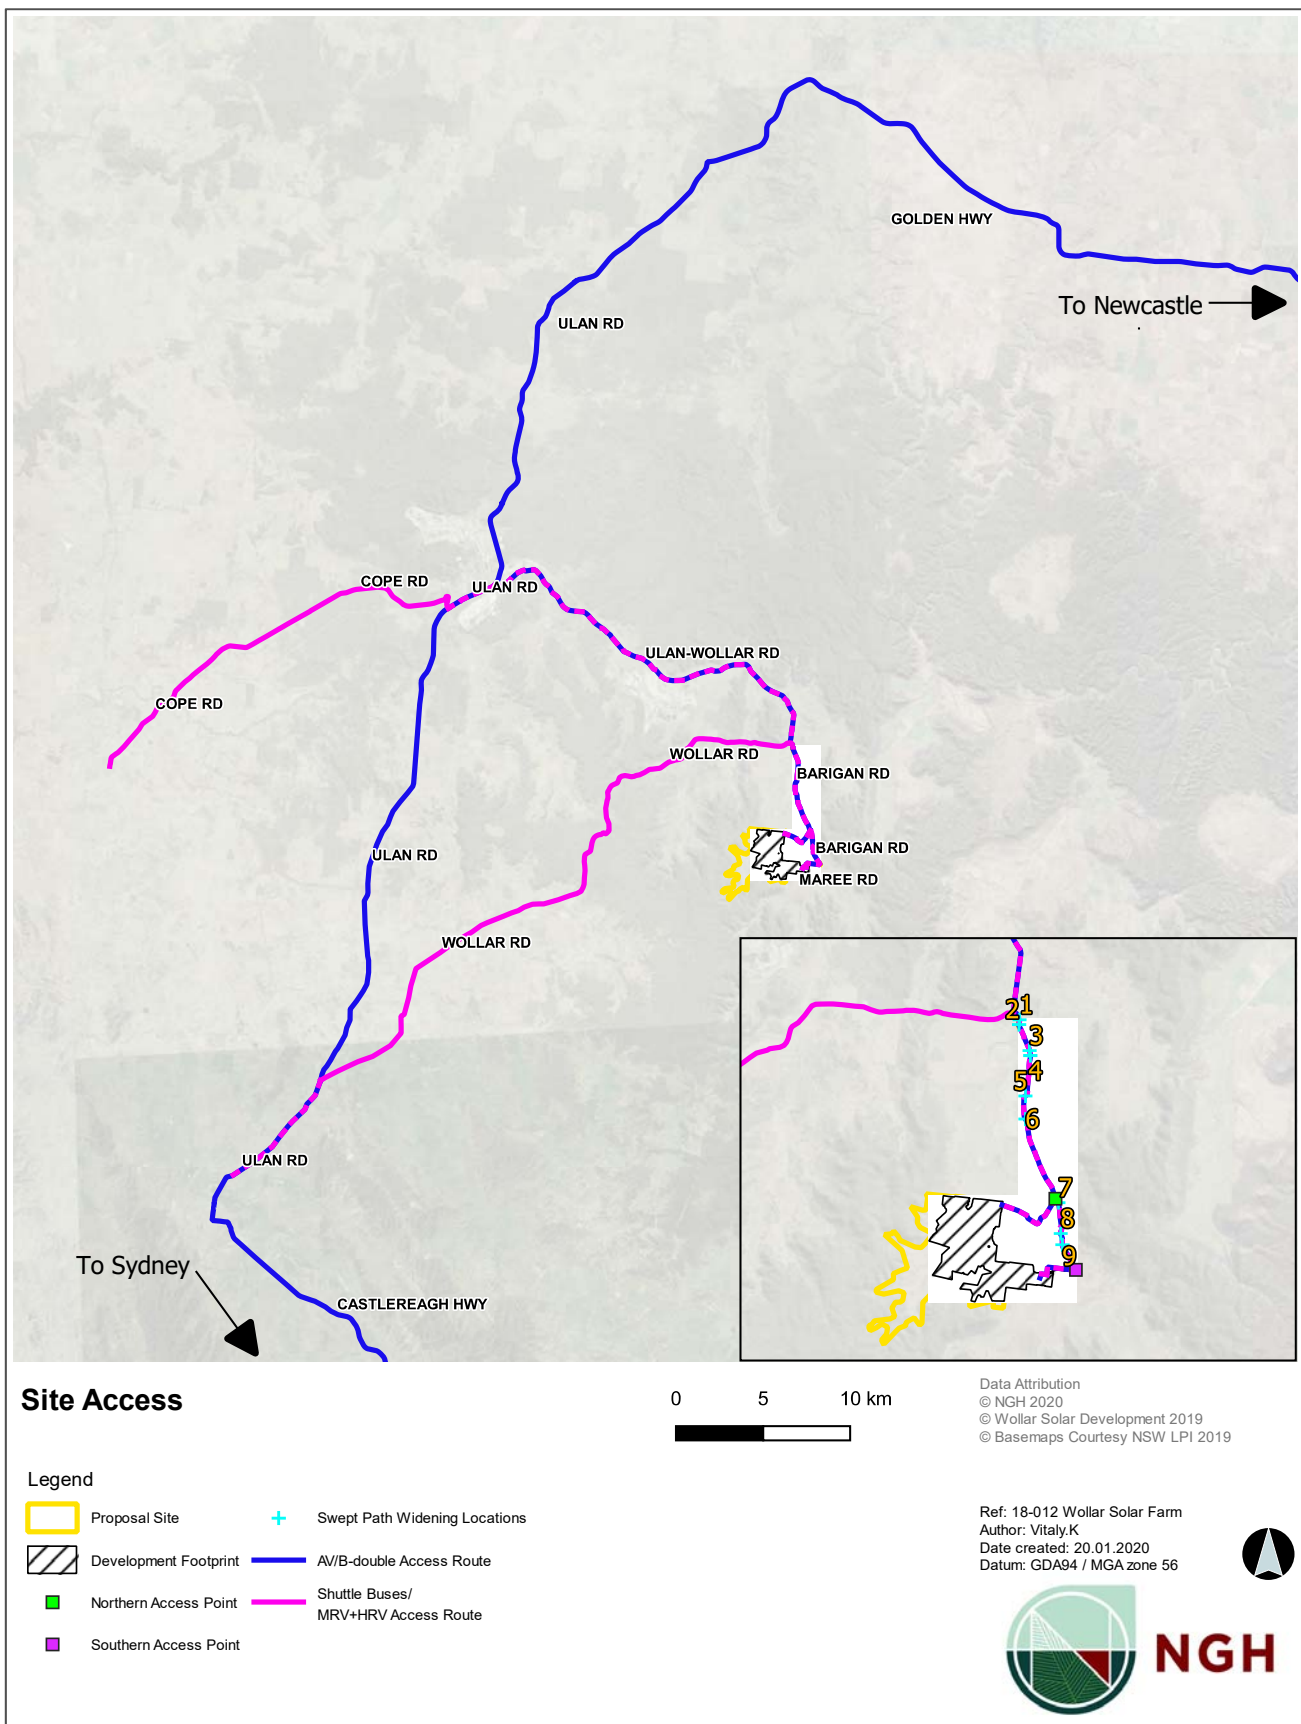 GOLDEN HWY
To Newcastle
ULAN RD
COPE RD
ULAN RD
ULAN-WOLLAR RD
COPE RD
WOLLAR RD
BARIGAN RD
ULAN RD
BARIGAN RD
MAREE RD
WOLLAR RD
ULAN RD
To Sydney
CASTLEREAGH HWY
21
3
4
5
6
7
8
9
Site Access
0 5 10 km
Data Attribution
© NGH 2020
© Wollar Solar Development 2019
© Basemaps Courtesy NSW LPI 2019
Legend
Proposal Site
Swept Path Widening Locations
Development Footprint
AV/B-double Access Route
Northern Access Point
Shuttle Buses/
MRV+HRV Access Route
Southern Access Point
Ref: 18-012 Wollar Solar Farm
Author: Vitaly.K
Date created: 20.01.2020
Datum: GDA94 / MGA zone 56
NGH